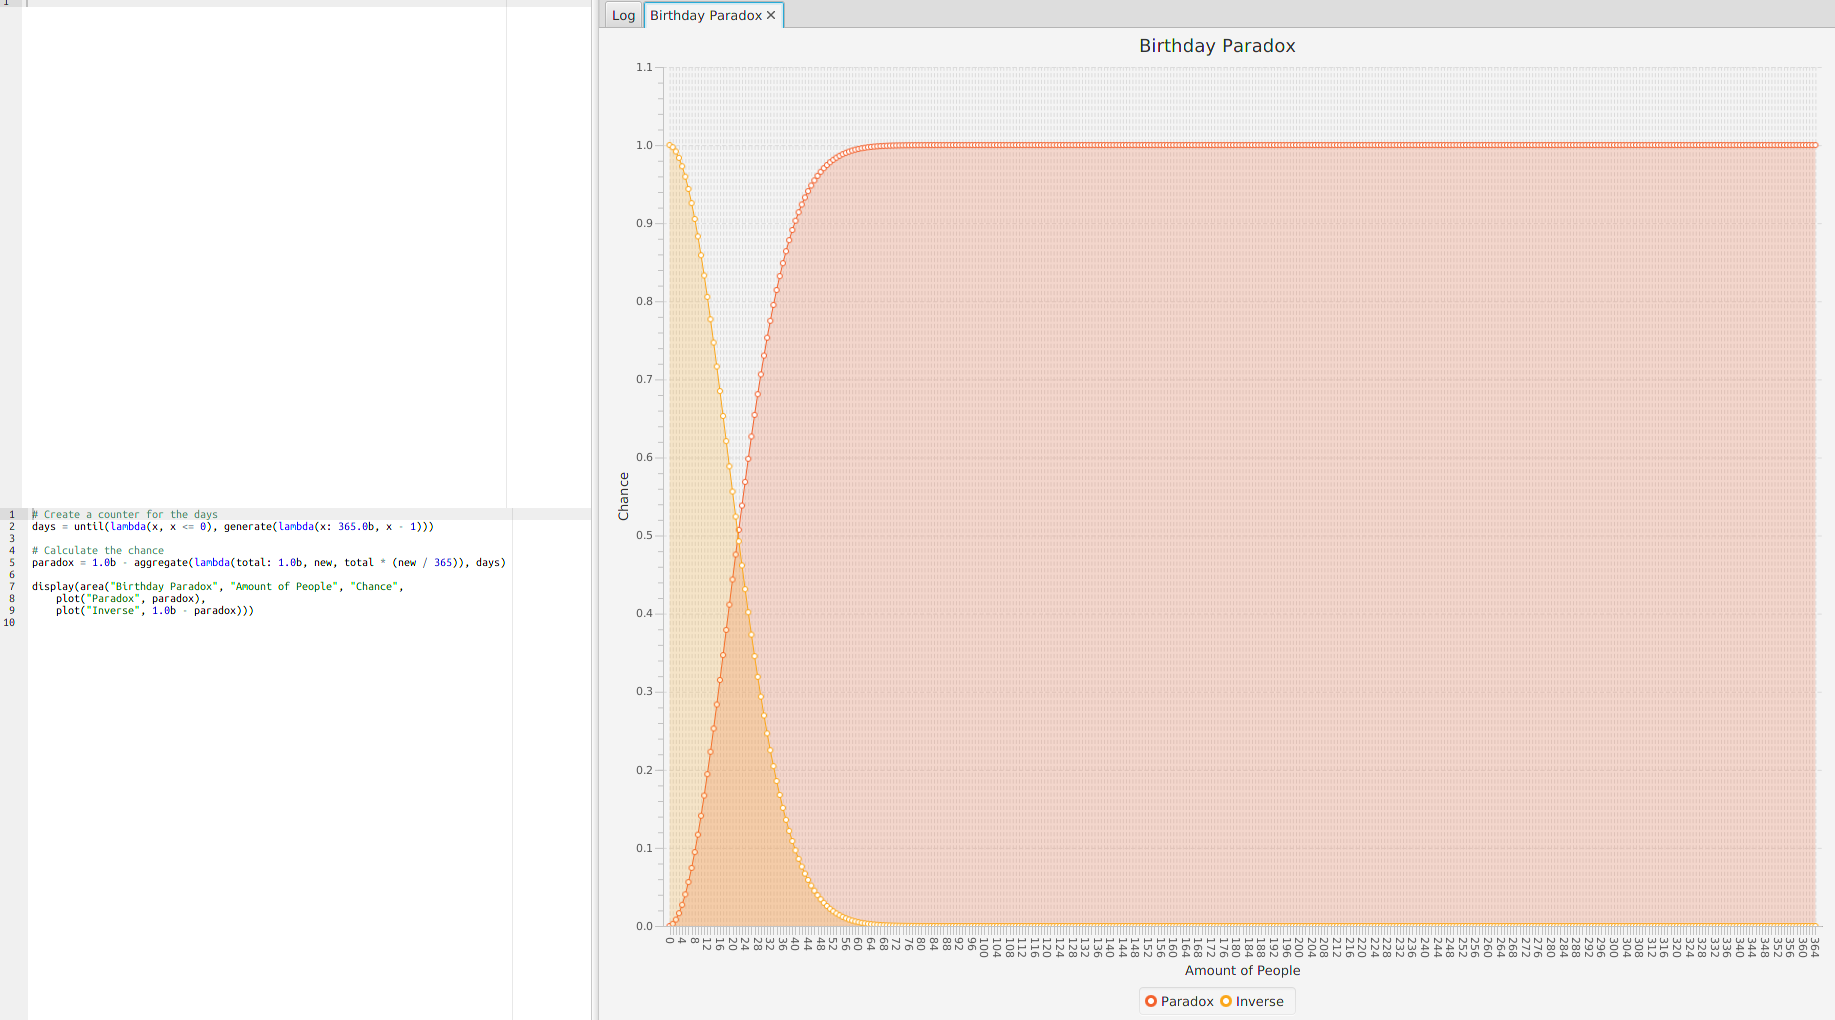 1
1 # Create a counter for the days
2 days = until(lambda(x, x <= 0), generate(lambda(x: 365.0b, x - 1)))
3
4 # Calculate the chance
5 paradox = 1.0b - aggregate(lambda(total: 1.0b, new, total * (new / 365)), days)
6
7 display(area("Birthday Paradox", "Amount of People", "Chance",
8 plot("Paradox", paradox),
9 plot("Inverse", 1.0b - paradox)))
10
Log
Birthday Paradox ✕
Birthday Paradox
1.1
1.0
0.9
0.8
0.7
0.6
0.5
0.4
0.3
0.2
0.1
0.0
Chance
0 4 8 12 16 20 24 28 32 36 40 44 48 52 56 60 64 68 72 76 80 84 88 92 96 100 104 108 112 116 120 124 128 132 136 140 144 148 152 156 160 164 168 172 176 180 184 188 192 196 200 204 208 212 216 220 224 228 232 236 240 244 248 252 256 260 264 268 272 276 280 284 288 292 296 300 304 308 312 316 320 324 328 332 336 340 344 348 352 356 360 364
Amount of People
Paradox Inverse